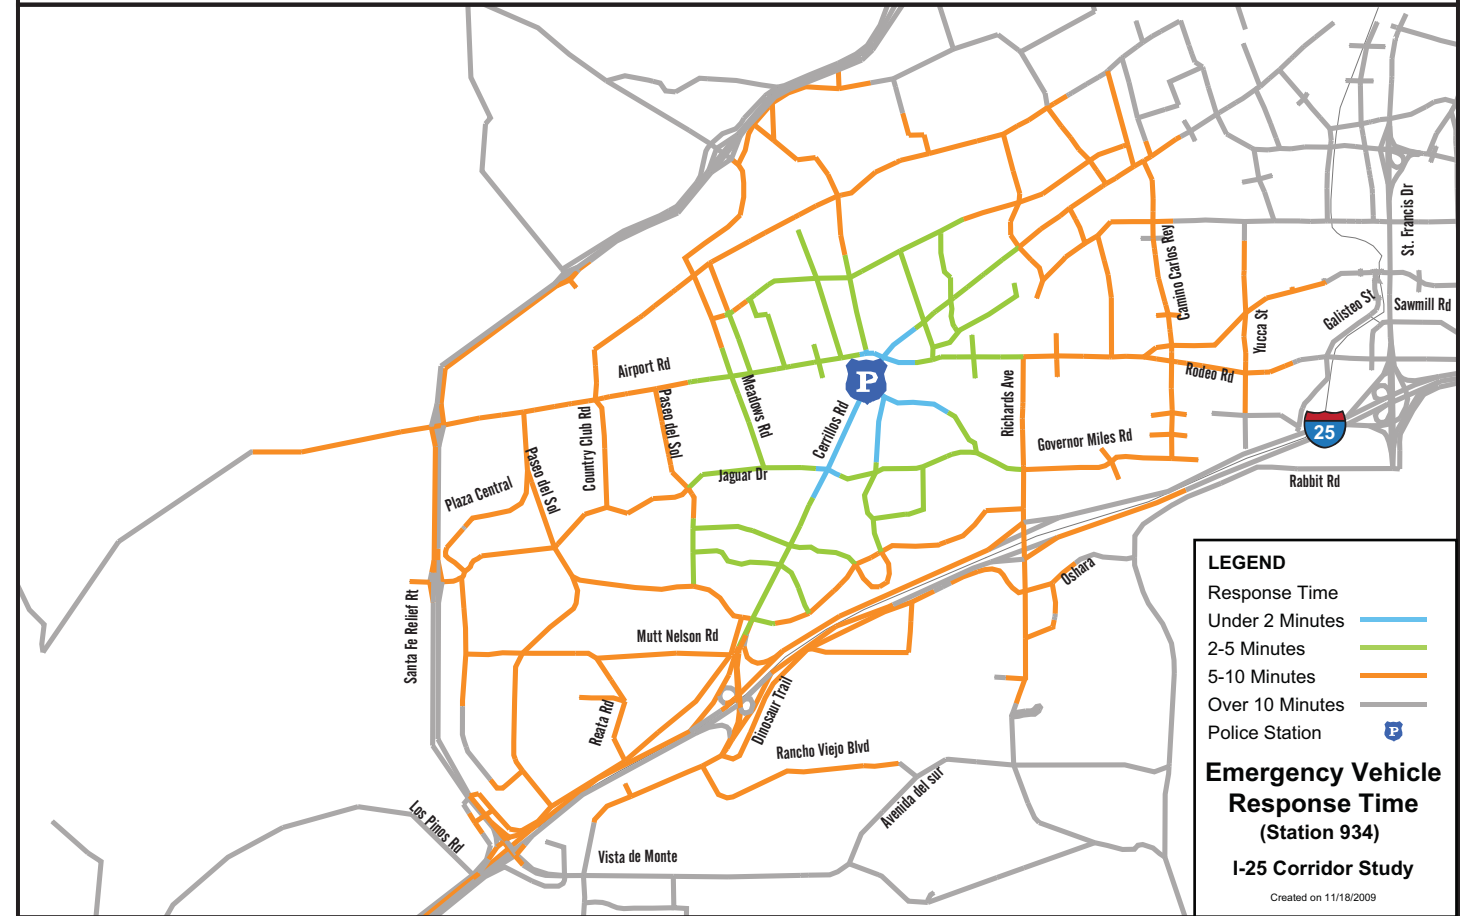 St. Francis Dr
Camino Carlos Rey
Galisteo St
Sawmill Rd
Yucca St
Airport Rd
Rodeo Rd
P
Meadows Rd
Paseo del Sol
Country Club Rd
Cerrillos Rd
Richards Ave
Governor Miles Rd
25
Paseo del Sol
Jaguar Dr
Plaza Central
Rabbit Rd
Oshara
Santa Fe Relief Rt
Mutt Nelson Rd
Reata Rd
Dinosaur Trail
Rancho Viejo Blvd
Avenida del sur
Los Pinos Rd
Vista de Monte
LEGEND
Response Time
Under 2 Minutes
2-5 Minutes
5-10 Minutes
Over 10 Minutes
Police Station
P
Emergency Vehicle
Response Time
(Station 934)
I-25 Corridor Study
Created on 11/18/2009